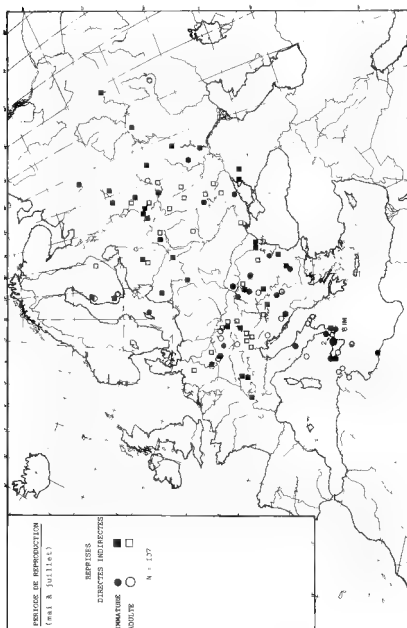 PERIODE DE REPRODUCTION
(mai à juillet)
REPRISES
DIRECTES INDIRECTES
IMMATURE
ADULTE
N = 137